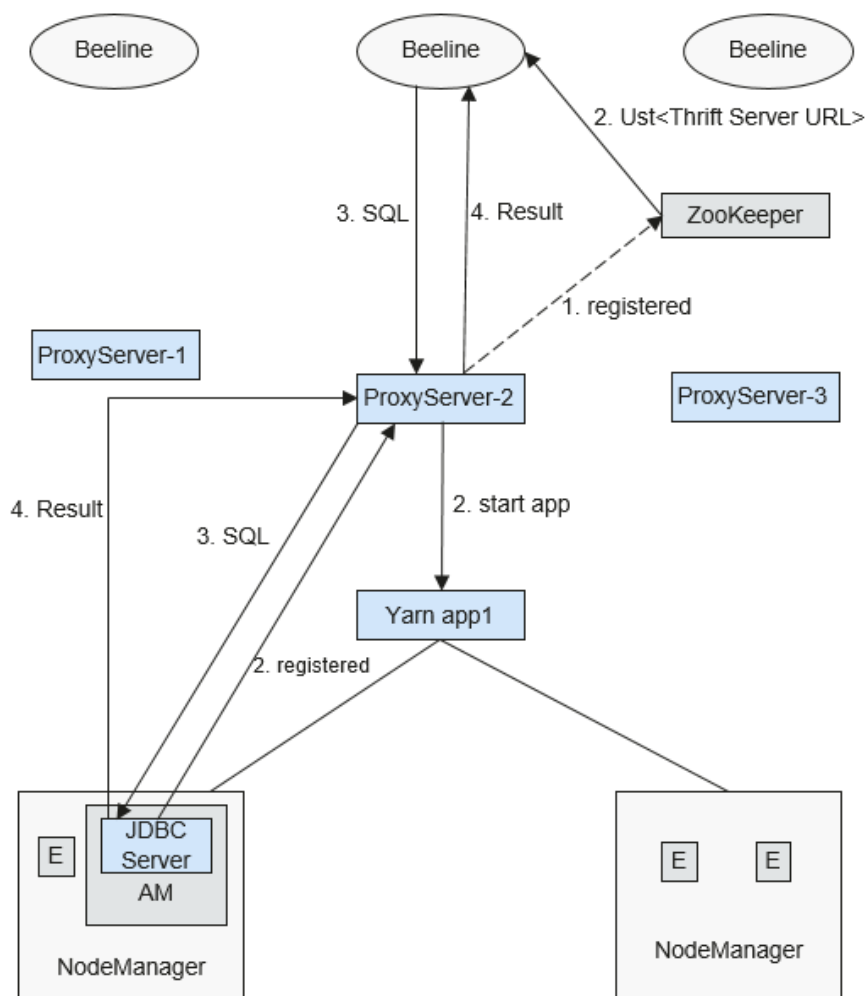 Beeline
Beeline
Beeline
2. Ust<Thrift Server URL>
3. SQL
4. Result
ZooKeeper
1. registered
ProxyServer-1
ProxyServer-2
ProxyServer-3
4. Result
3. SQL
2. start app
Yarn app1
2. registered
JDBC
Server
E
AM
NodeManager
E
E
NodeManager